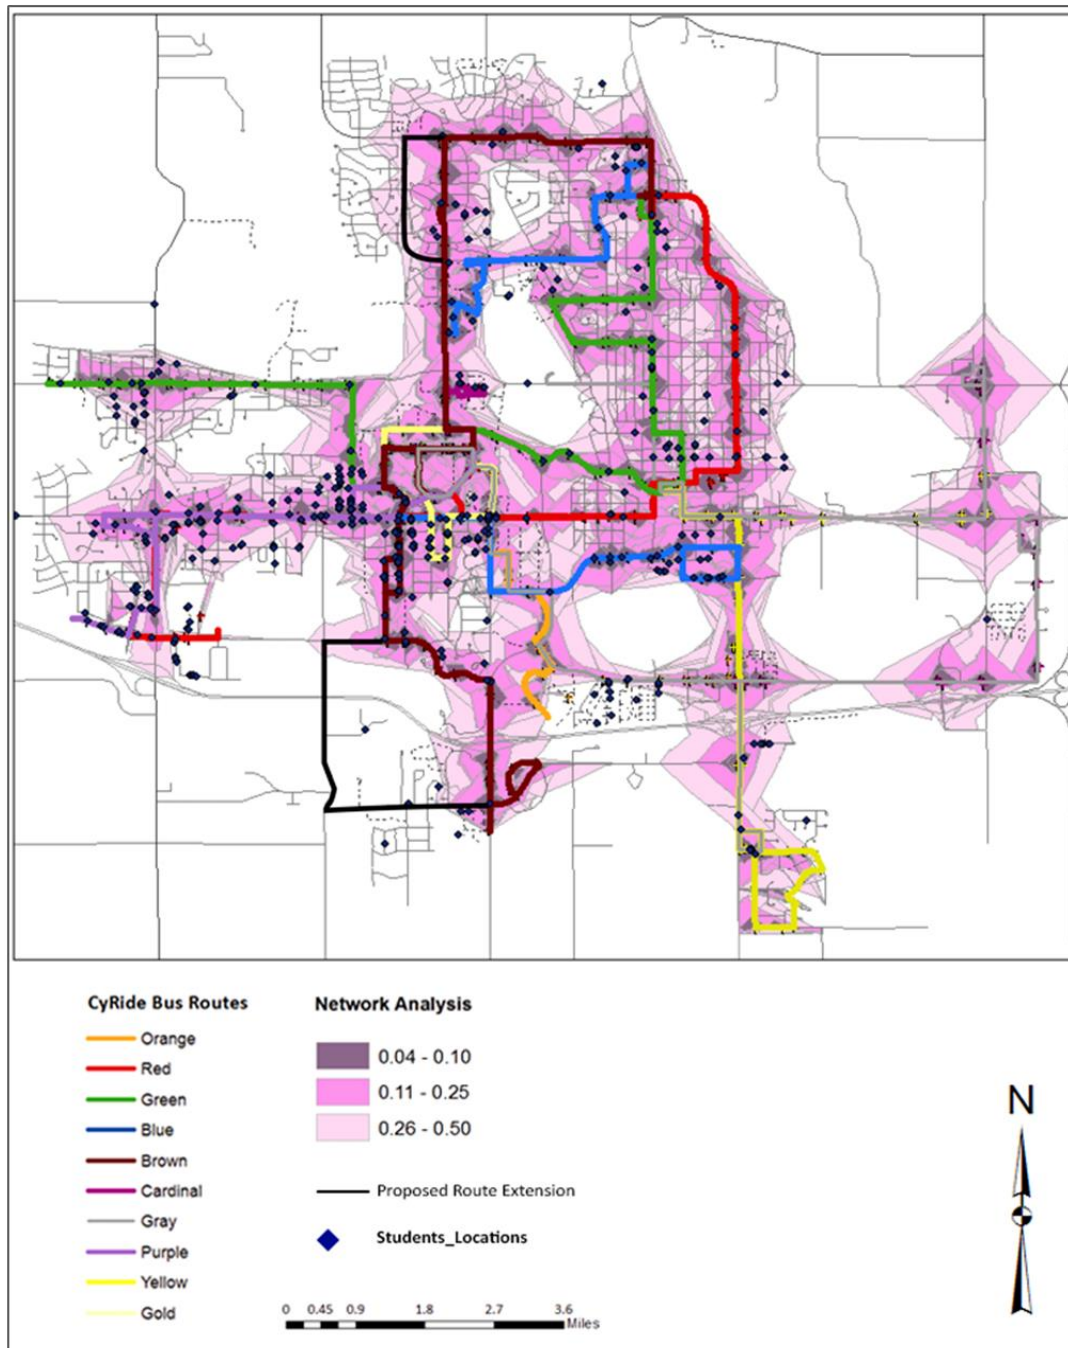 CyRide Bus Routes
Orange
Red
Green
Blue
Brown
Cardinal
Gray
Purple
Yellow
Gold
Network Analysis
0.04 - 0.10
0.11 - 0.25
0.26 - 0.50
Proposed Route Extension
Students_Locations
N
0 0.45 0.9 1.8 2.7 3.6
Miles